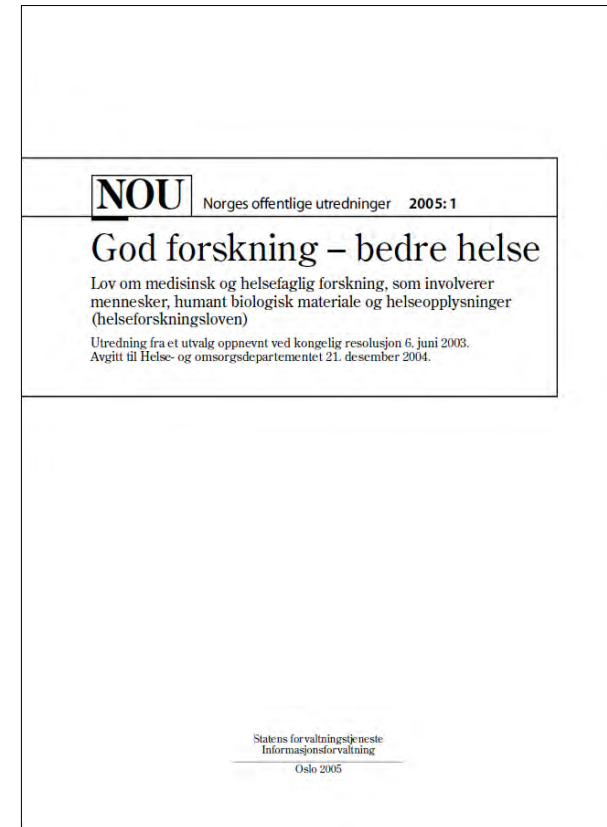 NOU Norges offentlige utredninger 2005: 1
God forskning – bedre helse
Lov om medisinsk og helsefaglig forskning, som involverer
mennesker, humant biologisk materiale og helseopplysninger
(helseforskningsloven)
Utredning fra et utvalg oppnevnt ved kongelig resolusjon 6. juni 2003.
Avgitt til Helse- og omsorgsdepartementet 21. desember 2004.
Statens forvaltningstjeneste
Informasjonsforvaltning
Oslo 2005